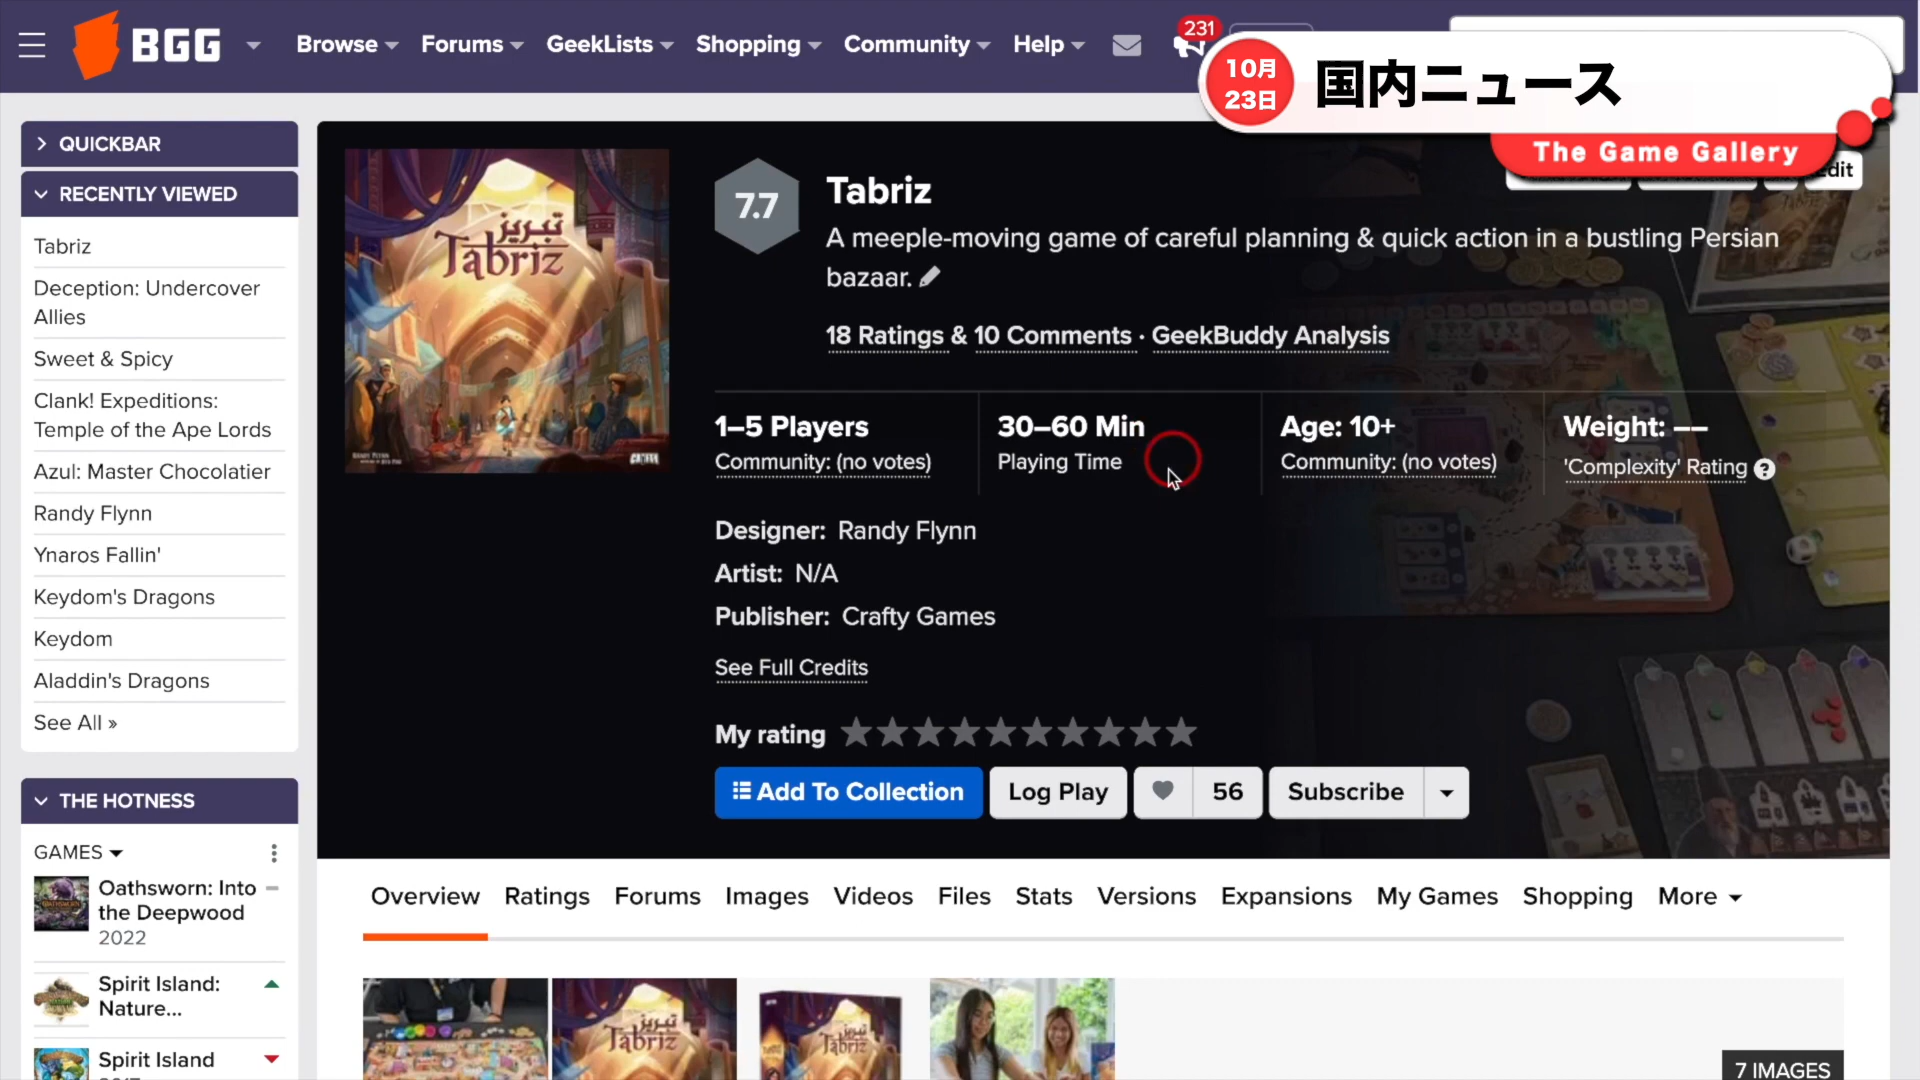 BGG
Browse
Forums
GeekLists
Shopping
Community
Help
231
10月
23日
国内ニュース
The Game Gallery
QUICKBAR
RECENTLY VIEWED
Tabriz
Deception: Undercover
Allies
Sweet & Spicy
Clank! Expeditions:
Temple of the Ape Lords
Azul: Master Chocolatier
Randy Flynn
Ynaros Fallin'
Keydom's Dragons
Keydom
Aladdin's Dragons
See All »
THE HOTNESS
GAMES
Oathsworn: Into
the Deepwood
2022
Spirit Island:
Nature...
Spirit Island
تبریز
Tabriz
7.7
Tabriz
A meeple-moving game of careful planning & quick action in a bustling Persian
bazaar.
18 Ratings & 10 Comments · GeekBuddy Analysis
1–5 Players
Community: (no votes)
30–60 Min
Playing Time
Age: 10+
Community: (no votes)
Weight: ––
'Complexity' Rating ?
Designer: Randy Flynn
Artist: N/A
Publisher: Crafty Games
See Full Credits
My rating
Add To Collection
Log Play
56
Subscribe
Overview
Ratings
Forums
Images
Videos
Files
Stats
Versions
Expansions
My Games
Shopping
More
تبریز
Tabriz
تبریز
Tabriz
7 IMAGES